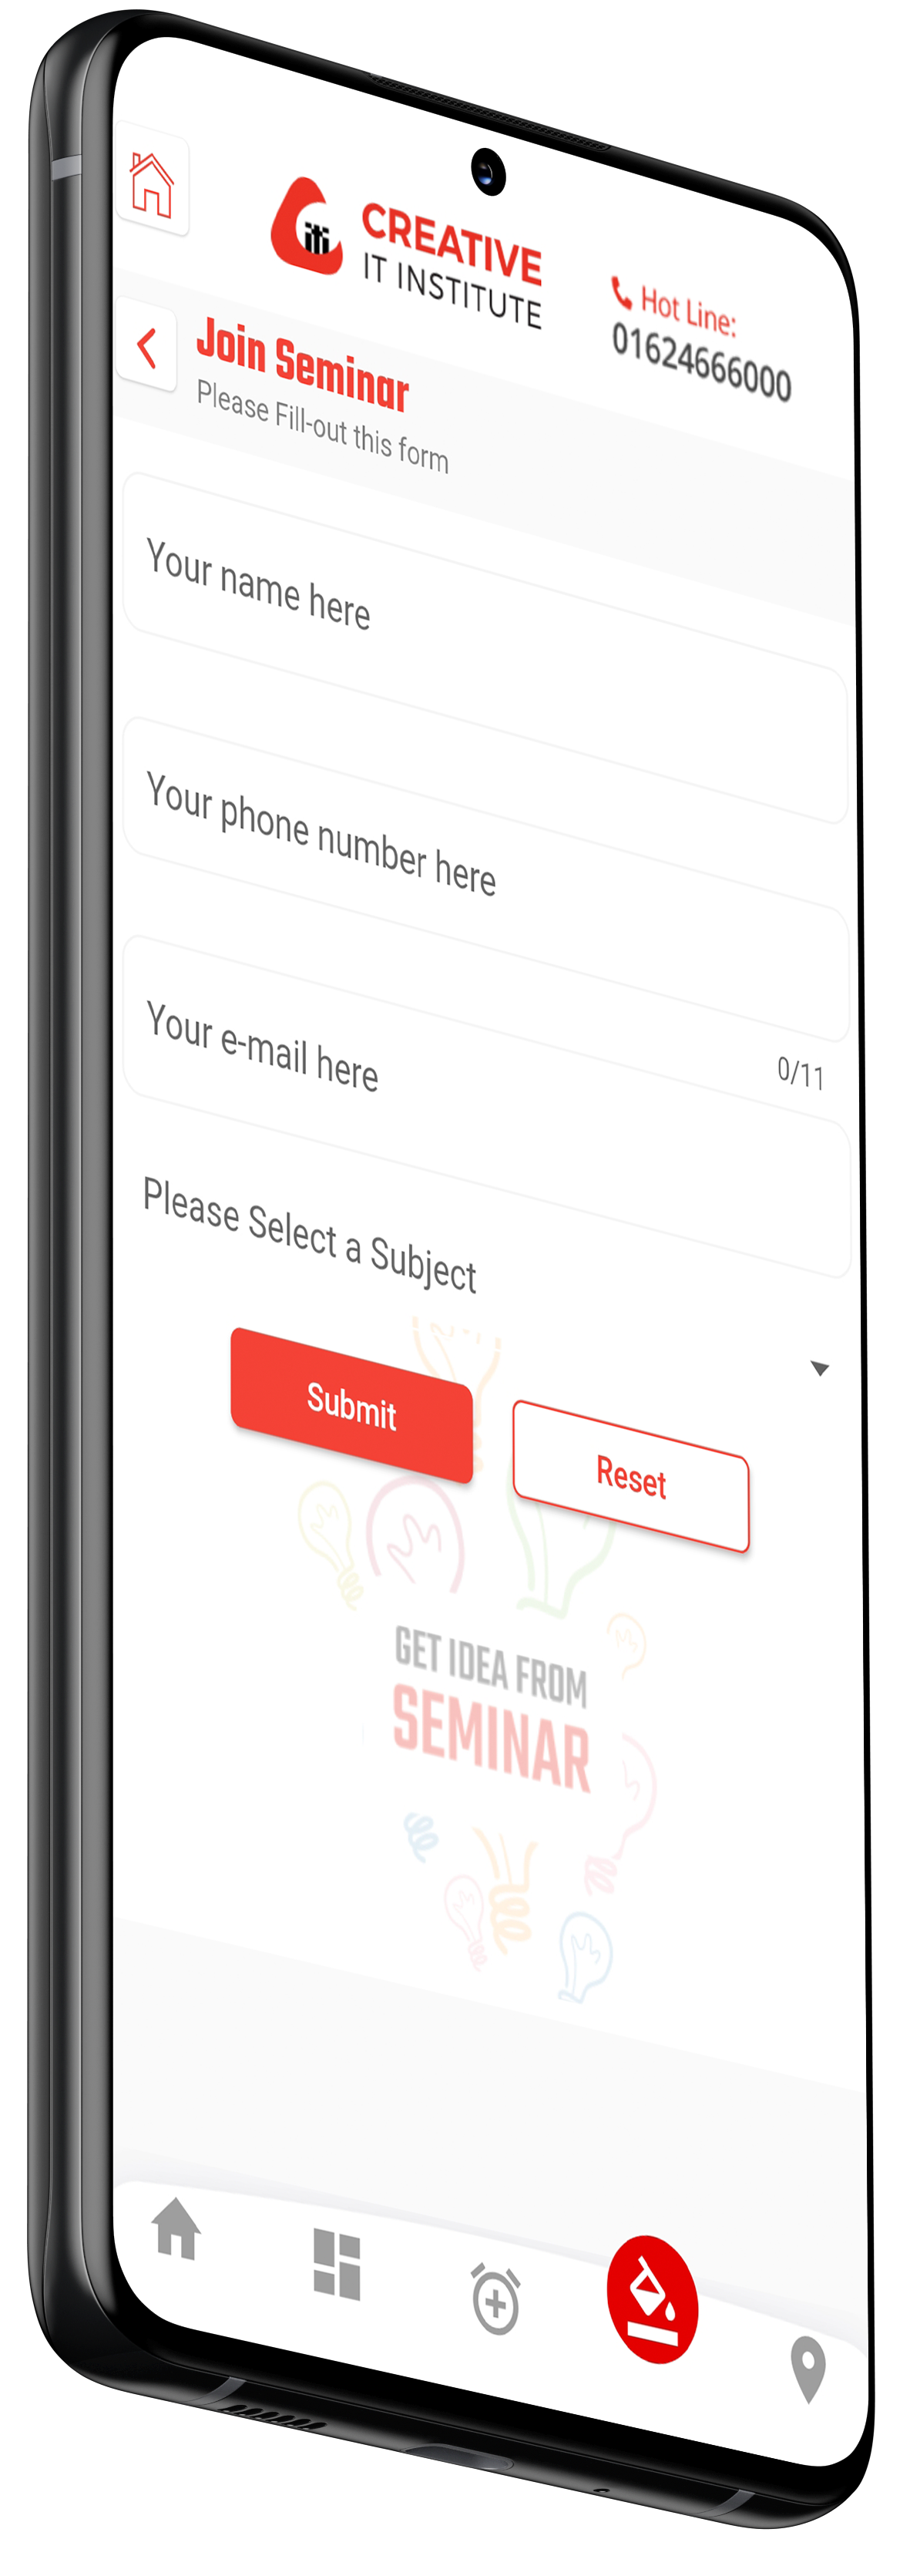 iti
CREATIVE
IT INSTITUTE
Hot Line:
01624666000
Join Seminar
Please Fill-out this form
Your name here
Your phone number here
0/11
Your e-mail here
Please Select a Subject
Submit
Reset
GET IDEA FROM
SEMINAR